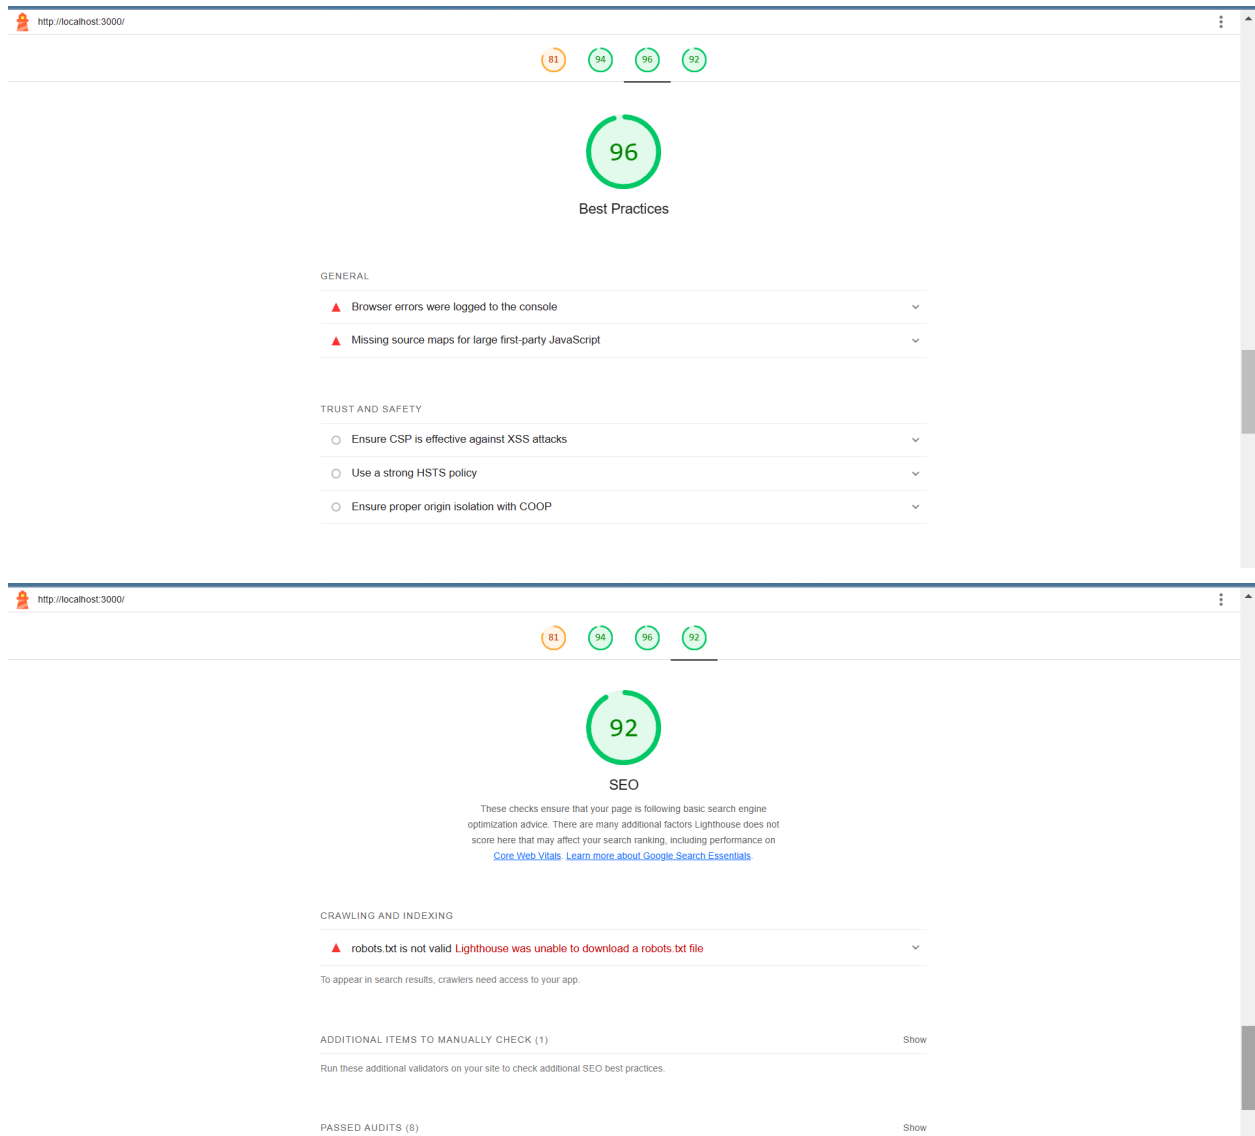 http://localhost:3000/
81 94 96 92
96
Best Practices
GENERAL
Browser errors were logged to the console
Missing source maps for large first-party JavaScript
TRUST AND SAFETY
Ensure CSP is effective against XSS attacks
Use a strong HSTS policy
Ensure proper origin isolation with COOP
http://localhost:3000/
81 94 96 92
92
SEO
These checks ensure that your page is following basic search engine
optimization advice. There are many additional factors Lighthouse does not
score here that may affect your search ranking, including performance on
Core Web Vitals. Learn more about Google Search Essentials.
CRAWLING AND INDEXING
robots.txt is not valid Lighthouse was unable to download a robots.txt file
To appear in search results, crawlers need access to your app.
ADDITIONAL ITEMS TO MANUALLY CHECK (1) Show
Run these additional validators on your site to check additional SEO best practices.
PASSED AUDITS (8) Show